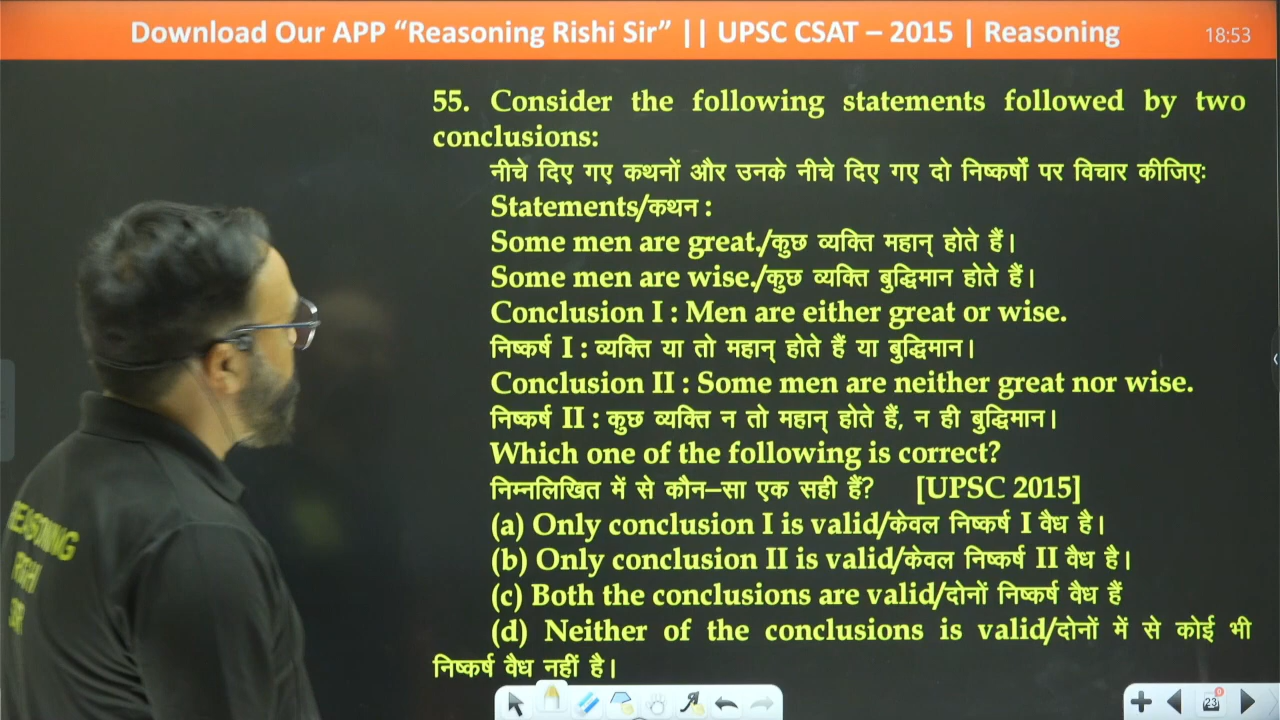 Download Our APP “Reasoning Rishi Sir” || UPSC CSAT – 2015 | Reasoning
18:53
55. Consider the following statements followed by two
conclusions:
नीचे दिए गए कथनों और उनके नीचे दिए गए दो निष्कर्षों पर विचार कीजिएः
Statements/कथन :
Some men are great./कुछ व्यक्ति महान् होते हैं।
Some men are wise./कुछ व्यक्ति बुद्धिमान होते हैं।
Conclusion I : Men are either great or wise.
निष्कर्ष I : व्यक्ति या तो महान् होते हैं या बुद्धिमान।
Conclusion II : Some men are neither great nor wise.
निष्कर्ष II : कुछ व्यक्ति न तो महान् होते हैं, न ही बुद्धिमान।
Which one of the following is correct?
निम्नलिखित में से कौन–सा एक सही हैं? [UPSC 2015]
(a) Only conclusion I is valid/केवल निष्कर्ष I वैध है।
(b) Only conclusion II is valid/केवल निष्कर्ष II वैध है।
(c) Both the conclusions are valid/दोनों निष्कर्ष वैध हैं
(d) Neither of the conclusions is valid/दोनों में से कोई भी
निष्कर्ष वैध नहीं है।
REASONING
RISHI
SIR
23